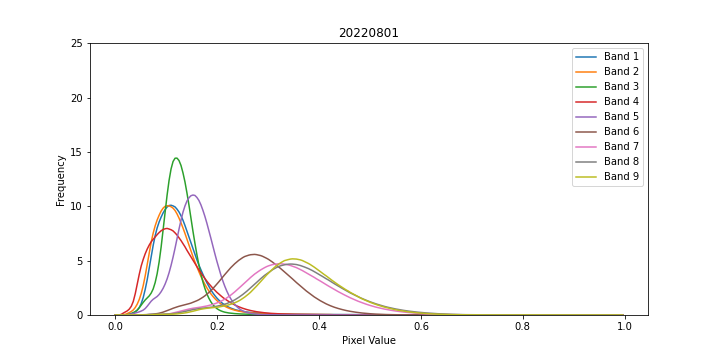 20220801
25
20
15
10
5
0
Frequency
0.0 0.2 0.4 0.6 0.8 1.0
Pixel Value
Band 1
Band 2
Band 3
Band 4
Band 5
Band 6
Band 7
Band 8
Band 9